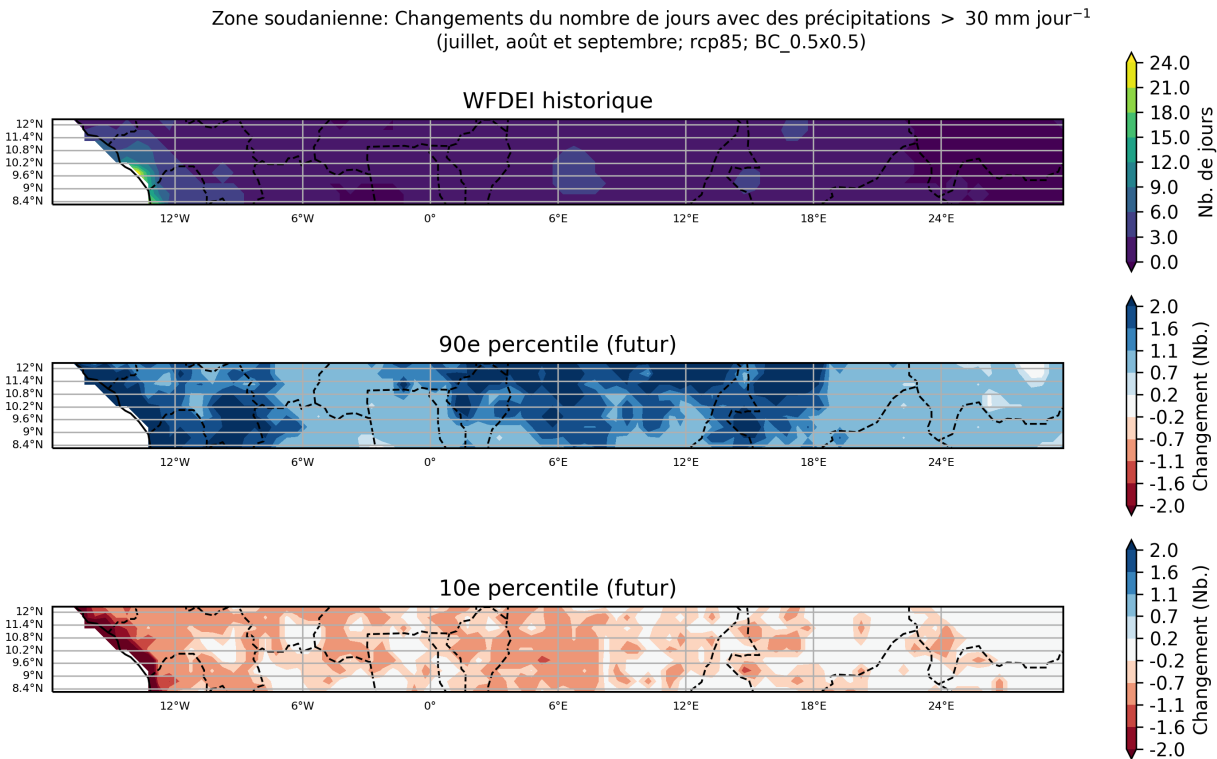 Zone soudanienne: Changements du nombre de jours avec des précipitations > 30 mm jour⁻¹
(juillet, août et septembre; rcp85; BC_0.5x0.5)
WFDEI historique
12°N
11.4°N
10.8°N
10.2°N
9.6°N
9°N
8.4°N
12°W 6°W 0° 6°E 12°E 18°E 24°E
24.0
21.0
18.0
15.0
12.0
9.0
6.0
3.0
0.0
Nb. de jours
90e percentile (futur)
12°N
11.4°N
10.8°N
10.2°N
9.6°N
9°N
8.4°N
12°W 6°W 0° 6°E 12°E 18°E 24°E
2.0
1.6
1.1
0.7
0.2
-0.2
-0.7
-1.1
-1.6
-2.0
Changement (Nb.)
10e percentile (futur)
12°N
11.4°N
10.8°N
10.2°N
9.6°N
9°N
8.4°N
12°W 6°W 0° 6°E 12°E 18°E 24°E
2.0
1.6
1.1
0.7
0.2
-0.2
-0.7
-1.1
-1.6
-2.0
Changement (Nb.)